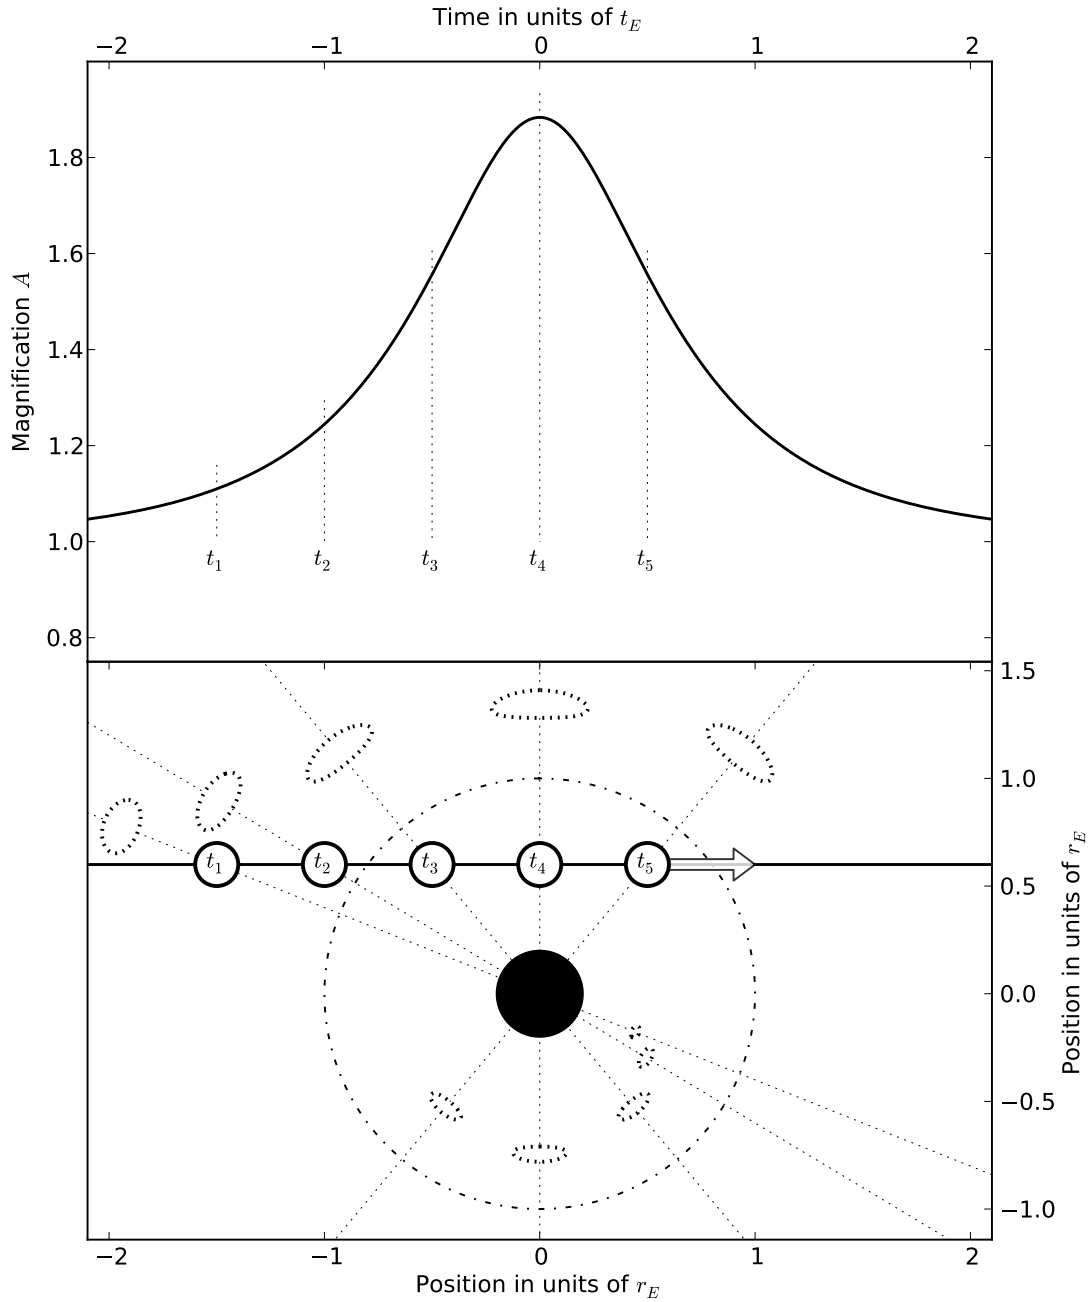 Time in units of t_E
−2 −1 0 1 2
Magnification A
1.8
1.6
1.4
1.2
1.0
0.8
t_1 t_2 t_3 t_4 t_5
1.5
1.0
0.5
0.0
−0.5
−1.0
Position in units of r_E
t_1 t_2 t_3 t_4 t_5
−2 −1 0 1 2
Position in units of r_E